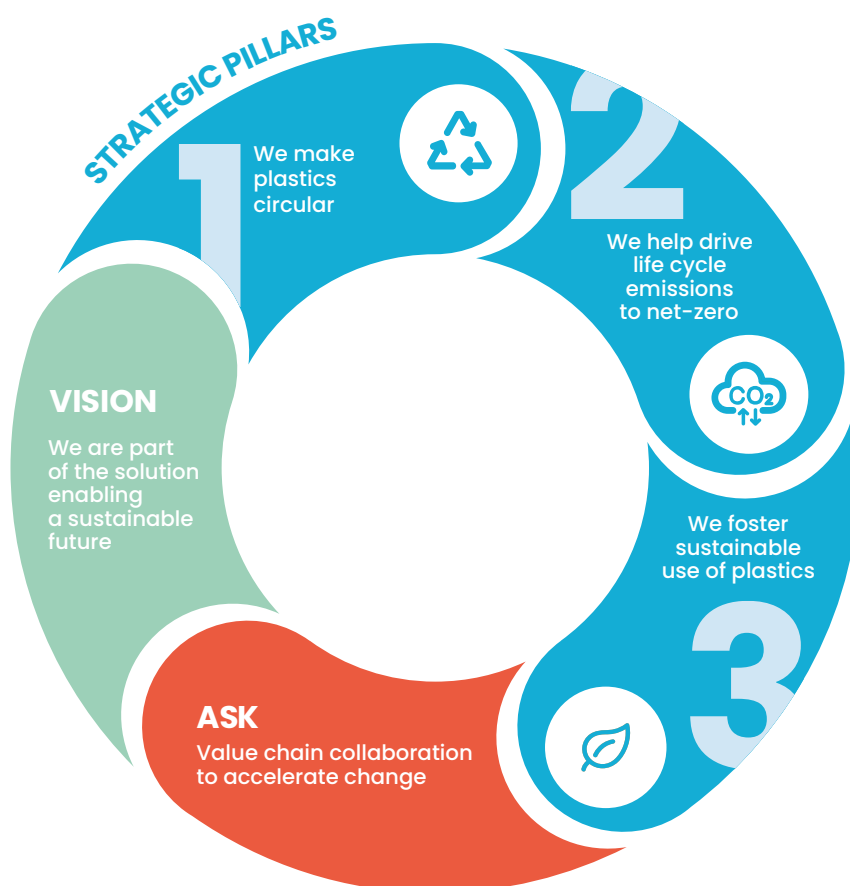 STRATEGIC PILLARS
1
We make
plastics
circular
2
We help drive
life cycle
emissions
to net-zero
CO₂
We foster
sustainable
use of plastics
3
ASK
Value chain collaboration
to accelerate change
VISION
We are part
of the solution
enabling
a sustainable
future